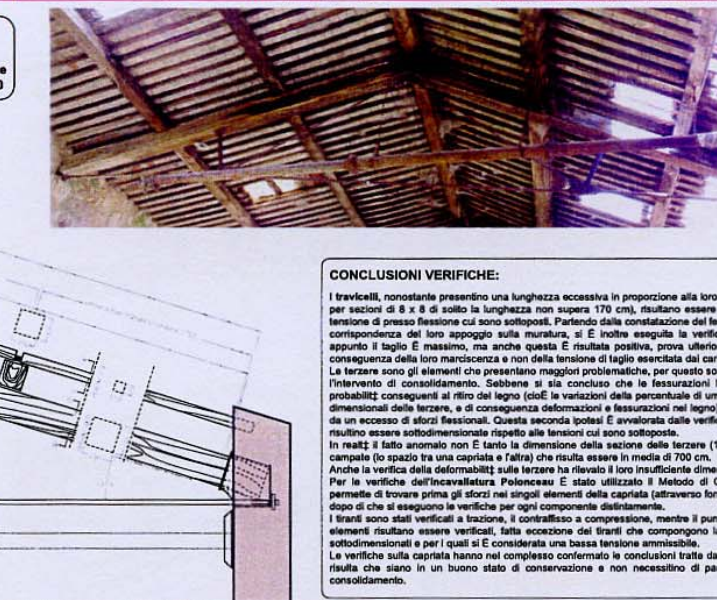 e
CONCLUSIONI VERIFICHE:
I travicelli, nonostante presentino una lunghezza eccessiva in proporzione alla loro
per sezioni di 8 x 8 di solito la lunghezza non supera 170 cm), risultano essere
tensione di presso flessione cui sono sottoposti. Partendo dalla constatazione del fe
corrispondenza del loro appoggio sulla muratura, si É inoltre eseguita la verific
appunto il taglio É massimo, ma anche questa É risultata positiva, prova ulterio
conseguenza della loro marciscenza e non della tensione di taglio esercitata dai car
Le terzere sono gli elementi che presentano maggiori problematiche, per questo so
l'intervento di consolidamento. Sebbene si sia concluso che le fessurazioni
probabilit‡ conseguenti al ritiro del legno (cioÉ le variazioni della percentuale di um
dimensionali delle terzere, e di conseguenza deformazioni e fessurazioni nel legno)
da un eccesso di sforzi flessionali. Questa seconda ipotesi É avvalorata dalle verifi
risultino essere sottodimensionate rispetto alle tensioni cui sono sottoposte.
In realt‡ il fatto anomalo non É tanto la dimensione della sezione delle terzere (1
campate (lo spazio tra una capriata e l'altra) che risulta essere in media di 700 cm.
Anche la verifica della deformabilit‡ sulle terzere ha rilevato il loro insufficiente dime
Per le verifiche dell'incavallatura Polonceau É stato utilizzato il Metodo di C
permette di trovare prima gli sforzi nei singoli elementi della capriata (attraverso for
dopo di che si eseguono le verifiche per ogni componente distintamente.
I tiranti sono stati verificati a trazione, il contraffisso a compressione, mentre il pun
elementi risultano essere verificati, fatta eccezione dei tiranti che compongono la
sottodimensionati e per i quali si É considerata una bassa tensione ammissibile.
Le verifiche sulla capriata hanno nel complesso confermato le conclusioni tratte da
risulta che siano in un buono stato di conservazione e non necessitino di pa
consolidamento.